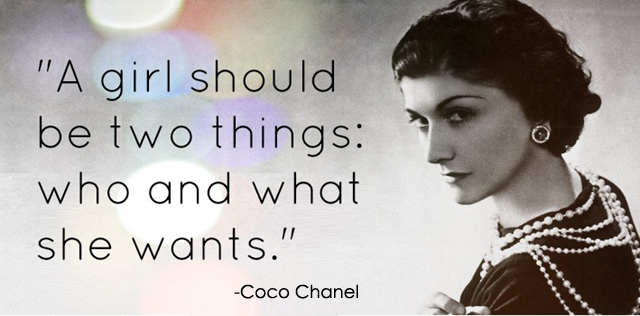 "A girl should
be two things:
who and what
she wants."
-Coco Chanel